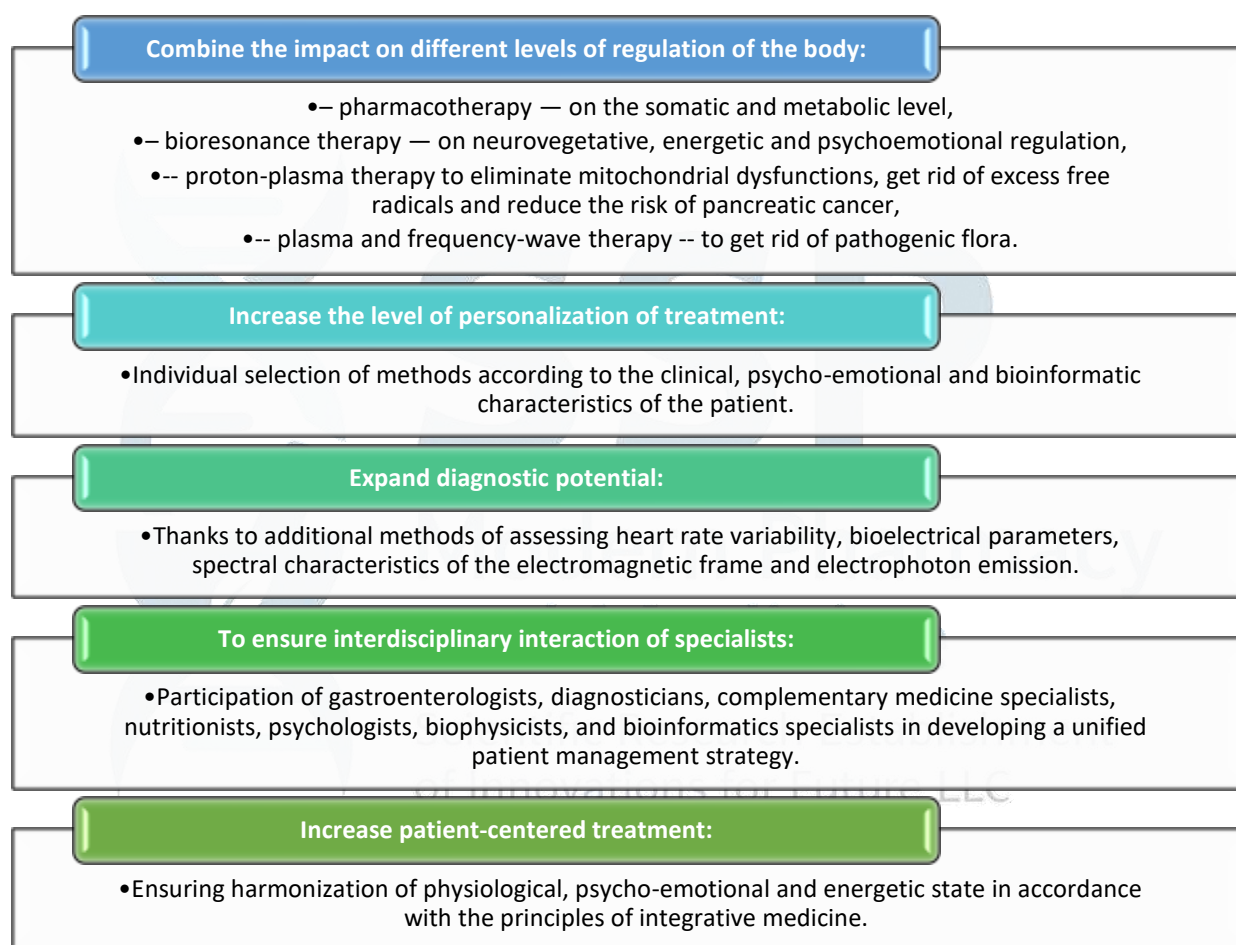 Combine the impact on different levels of regulation of the body:
•– pharmacotherapy — on the somatic and metabolic level,
•– bioresonance therapy — on neurovegetative, energetic and psychoemotional regulation,
•-- proton-plasma therapy to eliminate mitochondrial dysfunctions, get rid of excess free
radicals and reduce the risk of pancreatic cancer,
•-- plasma and frequency-wave therapy -- to get rid of pathogenic flora.
Increase the level of personalization of treatment:
•Individual selection of methods according to the clinical, psycho-emotional and bioinformatic
characteristics of the patient.
Expand diagnostic potential:
•Thanks to additional methods of assessing heart rate variability, bioelectrical parameters,
spectral characteristics of the electromagnetic frame and electrophoton emission.
To ensure interdisciplinary interaction of specialists:
•Participation of gastroenterologists, diagnosticians, complementary medicine specialists,
nutritionists, psychologists, biophysicists, and bioinformatics specialists in developing a unified
patient management strategy.
of Innovations for Future LLC
Increase patient-centered treatment:
•Ensuring harmonization of physiological, psycho-emotional and energetic state in accordance
with the principles of integrative medicine.